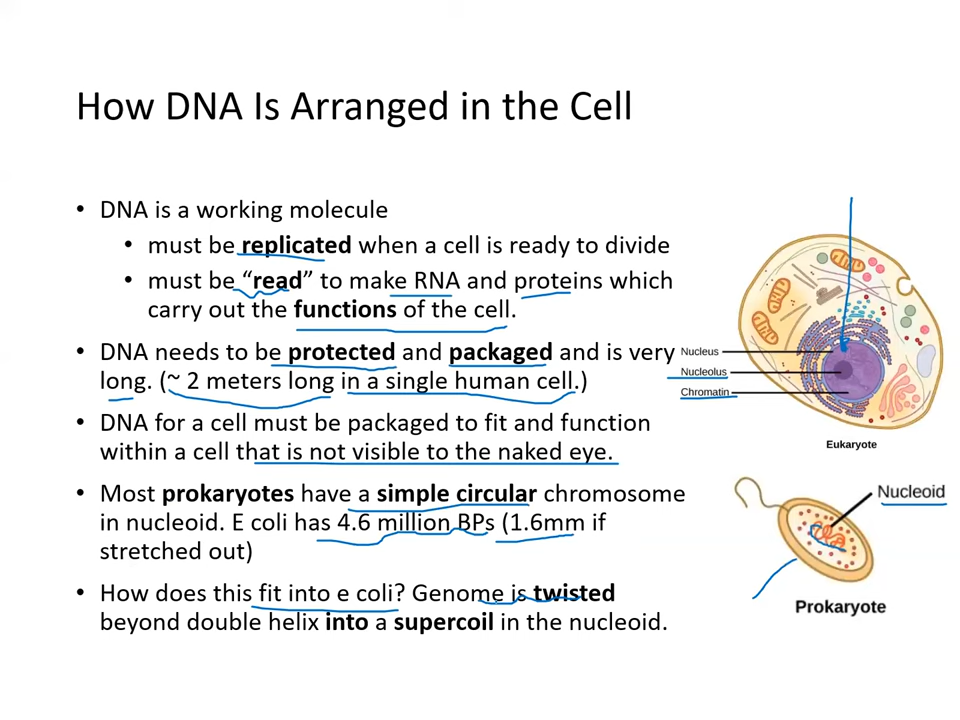 How DNA Is Arranged in the Cell
• DNA is a working molecule
• must be replicated when a cell is ready to divide
• must be “read” to make RNA and proteins which
carry out the functions of the cell.
• DNA needs to be protected and packaged and is very
long. (~ 2 meters long in a single human cell.)
• DNA for a cell must be packaged to fit and function
within a cell that is not visible to the naked eye.
• Most prokaryotes have a simple circular chromosome
in nucleoid. E coli has 4.6 million BPs (1.6mm if
stretched out)
• How does this fit into e coli? Genome is twisted
beyond double helix into a supercoil in the nucleoid.
Nucleus
Nucleolus
Chromatin
Eukaryote
Nucleoid
Prokaryote